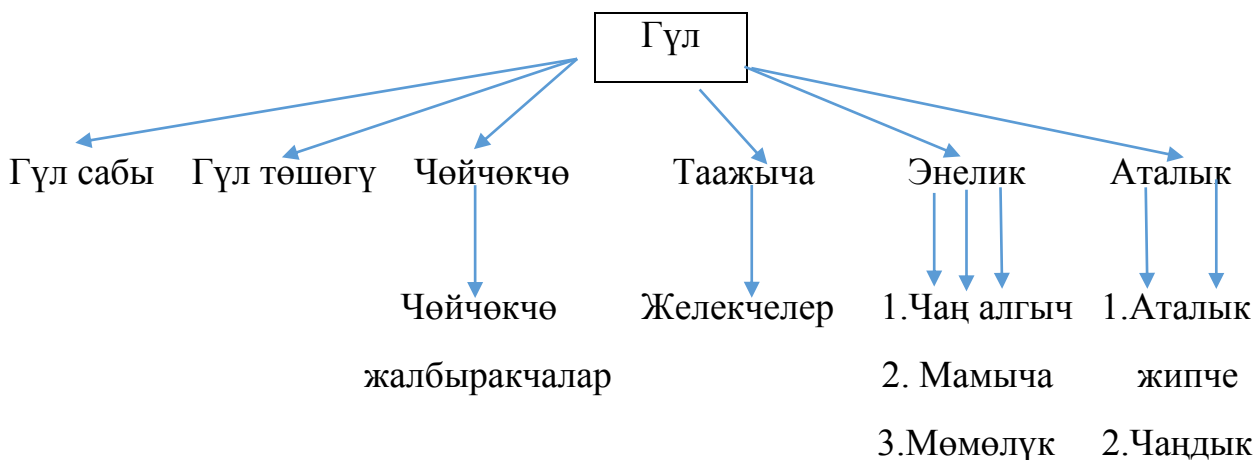 Гүл
Гүл сабы Гүл төшөгү Чөйчөкчө Таажыча Энелик Аталык
Чөйчөкчө Желекчелер 1.Чаң алгыч 1.Аталык
жалбыракчалар 2. Мамыча жипче
3.Мөмөлүк 2.Чаңдык